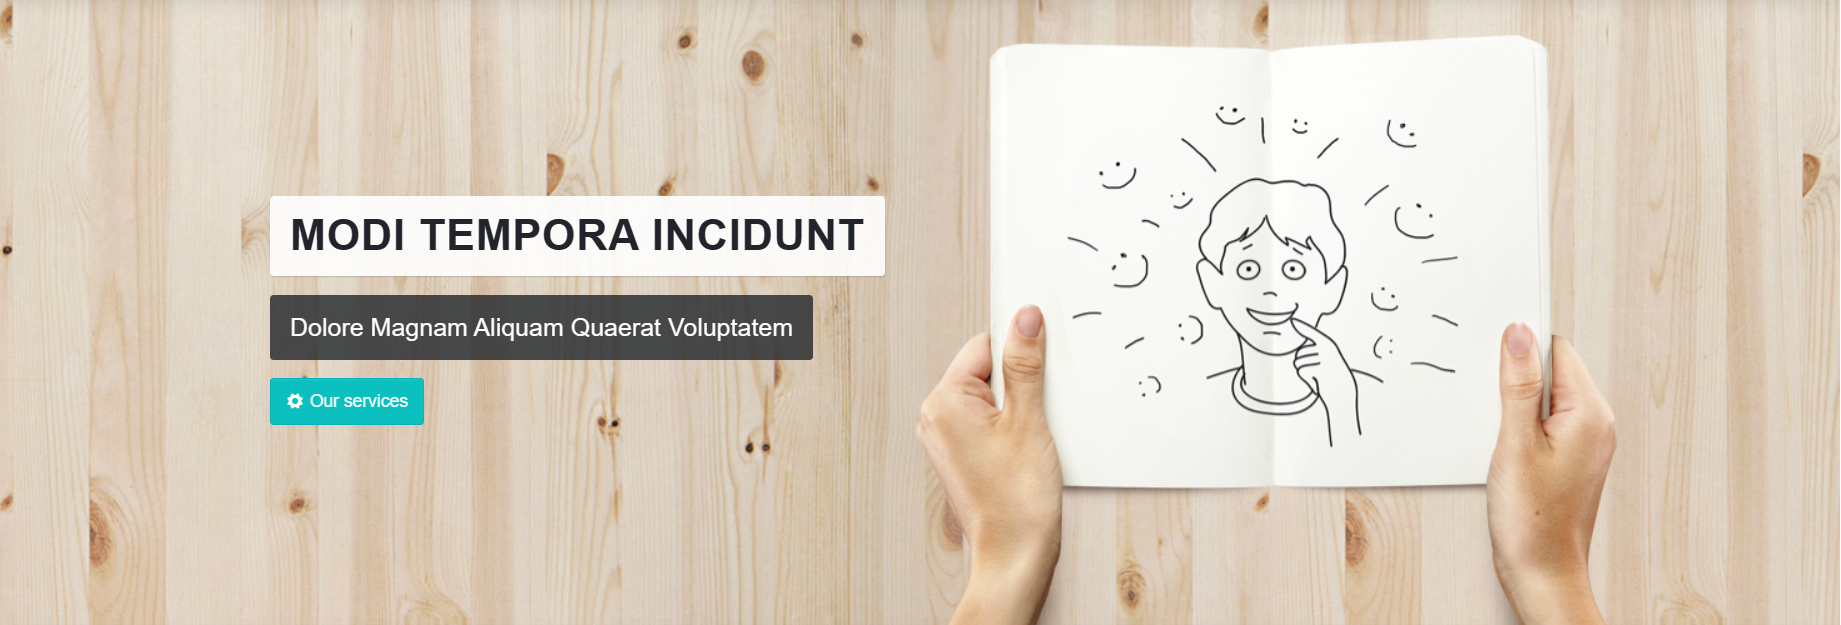 MODI TEMPORA INCIDUNT
Dolore Magnam Aliquam Quaerat Voluptatem
Our services